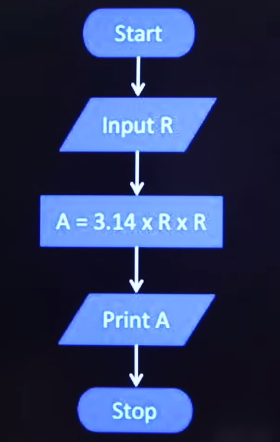 Start
Input R
A = 3.14 x R x R
Print A
Stop